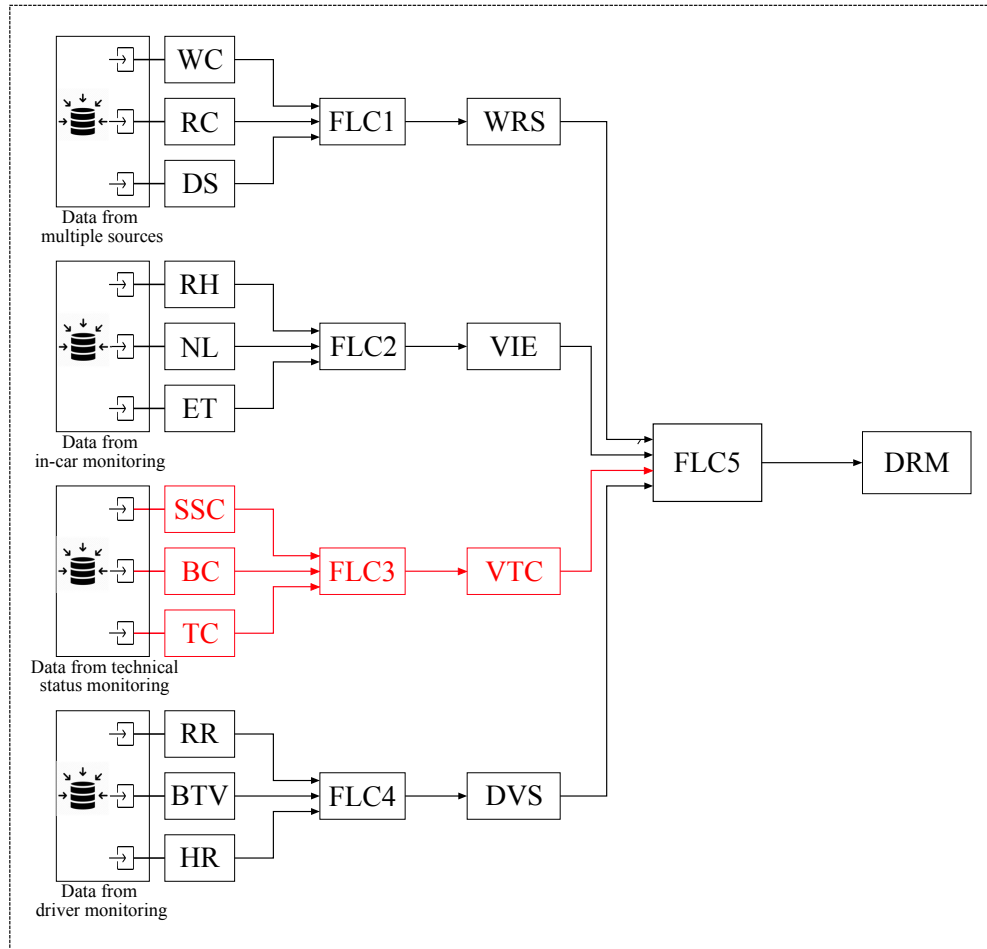 WC
RC
DS
FLC1
WRS
Data from
multiple sources
RH
NL
ET
FLC2
VIE
Data from
in-car monitoring
SSC
BC
TC
FLC3
VTC
Data from technical
status monitoring
RR
BTV
HR
FLC4
DVS
Data from
driver monitoring
FLC5
DRM